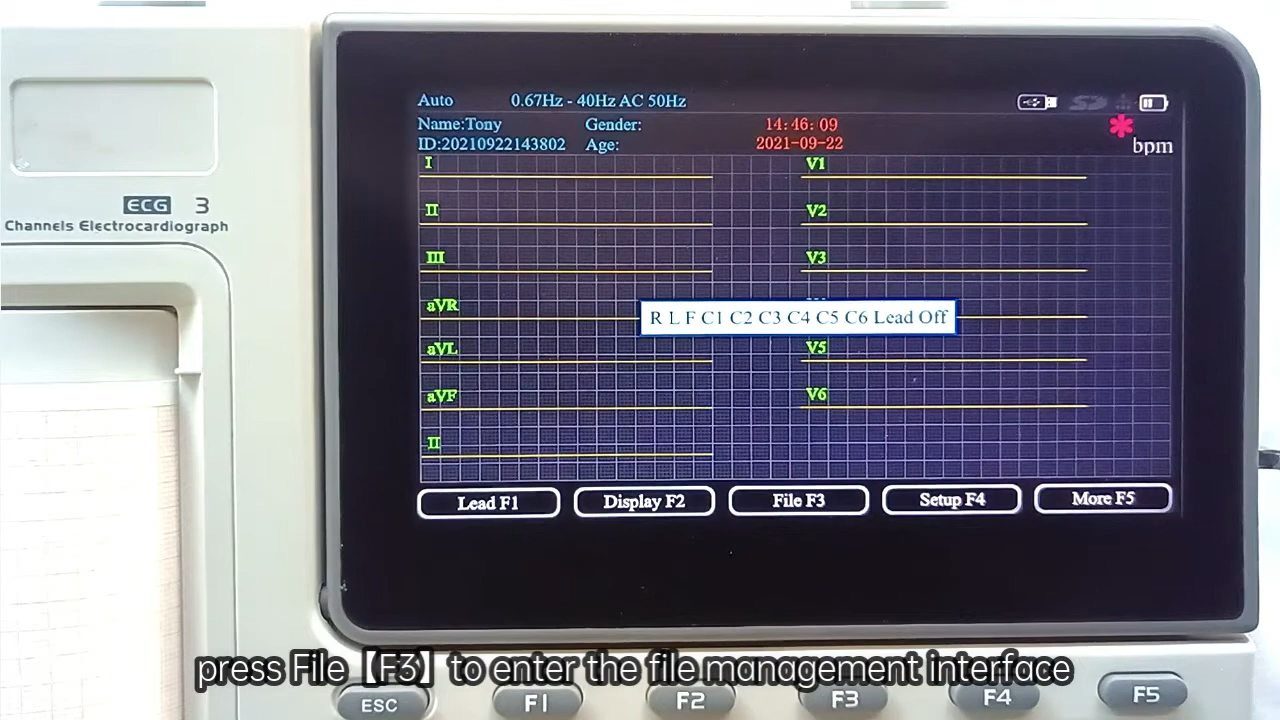 Auto 0.67Hz - 40Hz AC 50Hz
Name:Tony Gender: 14:46:09
ID:20210922143802 Age: 2021-09-22
bpm
I V1
II V2
III V3
aVR
R L F C1 C2 C3 C4 C5 C6 Lead Off
aVL V5
aVF V6
II
Lead F1 Display F2 File F3 Setup F4 More F5
ECG 3
Channels Electrocardiograph
press File【F3】to enter the file management interface
ESC F1 F2 F3 F4 F5